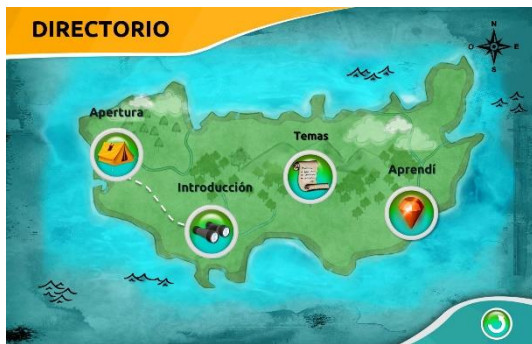 DIRECTORIO
N
O E
S
Apertura
Temas
Aprendí
Introducción